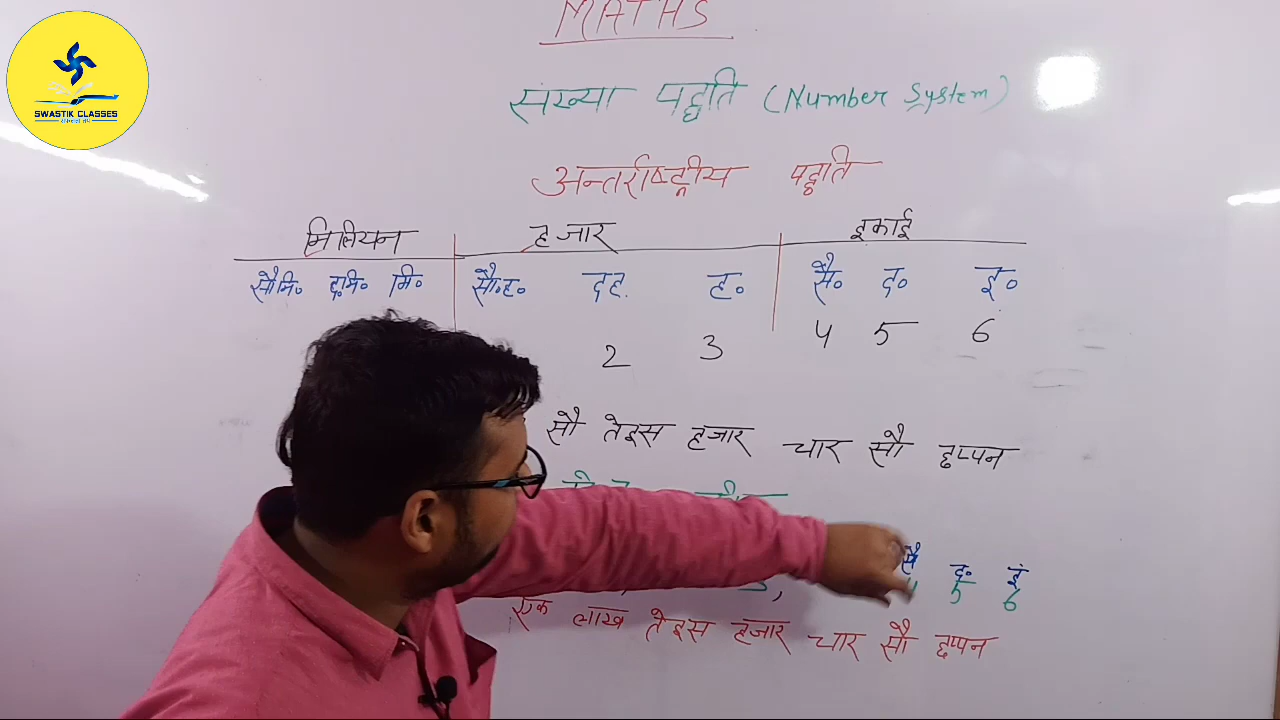 MATHS
SWASTIK CLASSES
संख्या पद्धति (Number System)
अन्तर्राष्ट्रीय पद्धति
मिलियन हजार इकाई
सौमि॰ दमि॰ मि॰ सौ.ह॰ दह. ह॰ सै॰ द॰ इ॰
2 3 4 5 6
सौ तेइस हजार चार सौ छप्पन
सै द॰ इ
5 6
एक लाख तेइस हजार चार सौ छप्पन